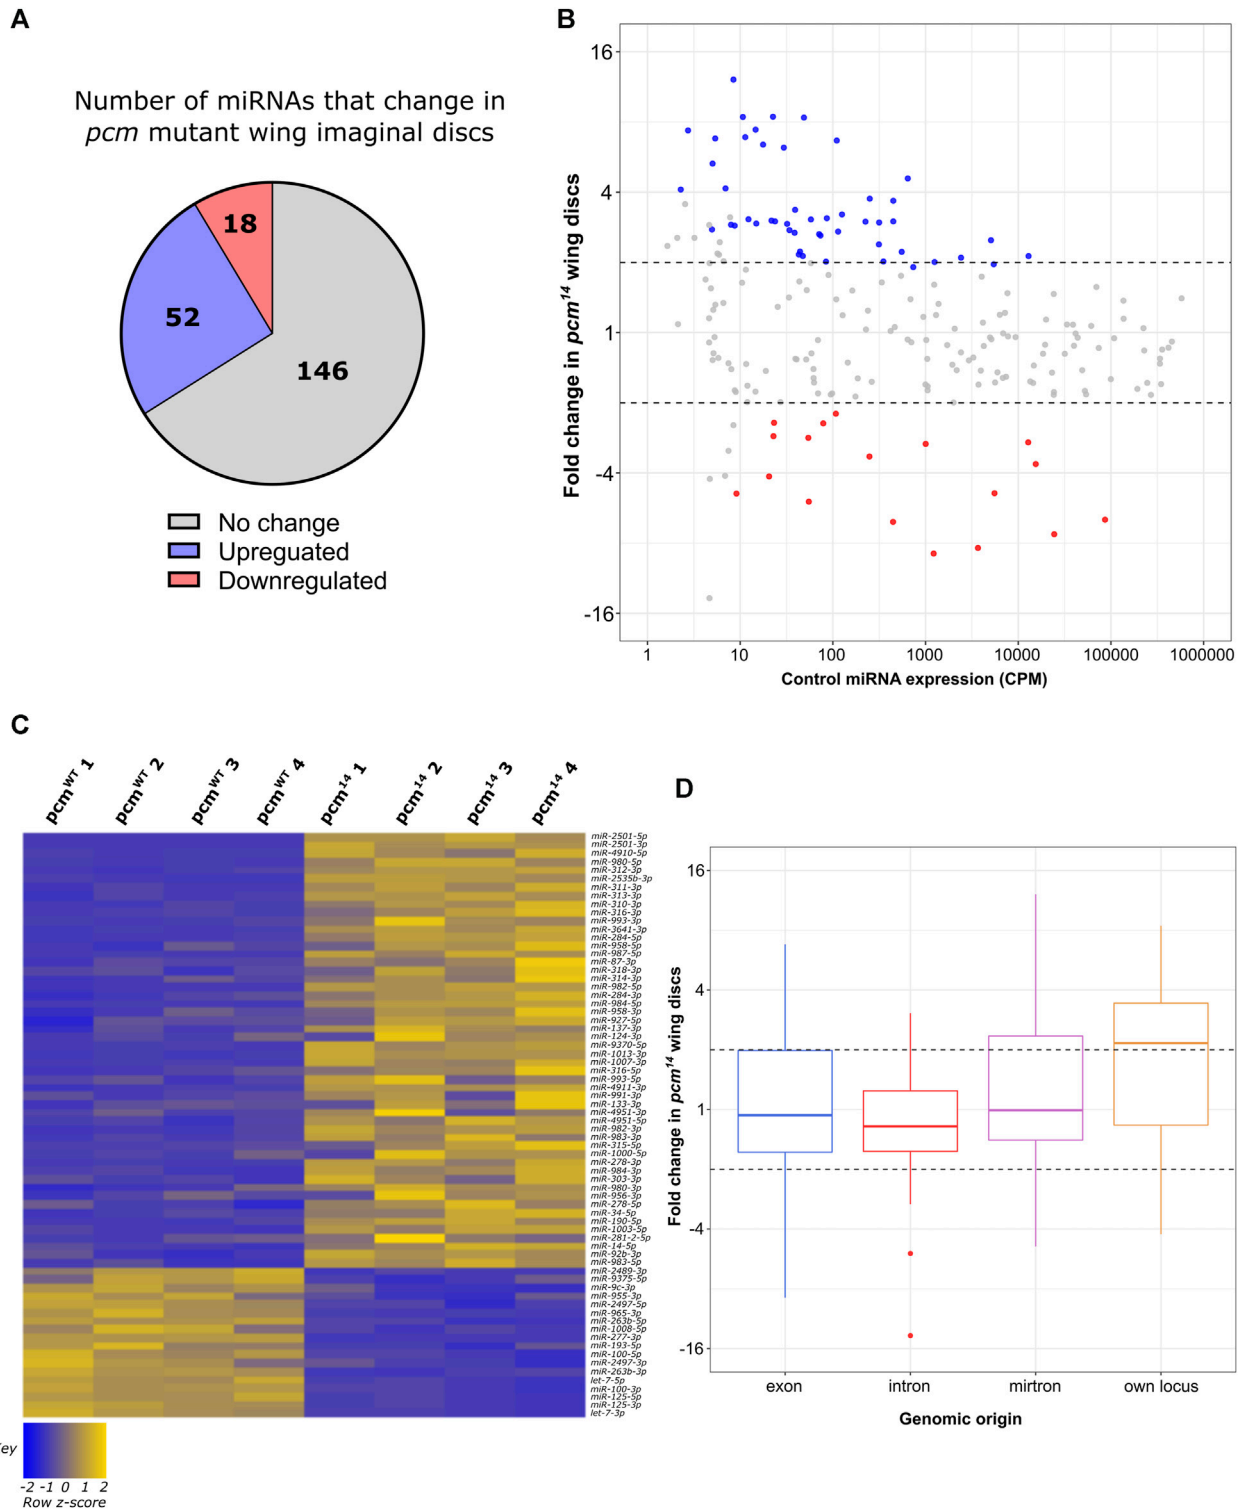 A
Number of miRNAs that change in
pcm mutant wing imaginal discs
18
52
146
No change
Upreguated
Downregulated
B
Fold change in pcm¹⁴ wing discs
16
4
1
-4
-16
1 10 100 1000 10000 100000 1000000
Control miRNA expression (CPM)
C
pcmᵂᵀ 1 pcmᵂᵀ 2 pcmᵂᵀ 3 pcmᵂᵀ 4 pcm¹⁴ 1 pcm¹⁴ 2 pcm¹⁴ 3 pcm¹⁴ 4
miR-2501-5p
miR-2501-3p
miR-4910-5p
miR-980-5p
miR-312-3p
miR-2535b-3p
miR-311-3p
miR-313-3p
miR-310-3p
miR-316-3p
miR-993-3p
miR-3641-3p
miR-284-5p
miR-958-5p
miR-987-5p
miR-87-3p
miR-318-3p
miR-314-3p
miR-982-5p
miR-284-3p
miR-984-5p
miR-958-3p
miR-927-5p
miR-137-3p
miR-124-3p
miR-9370-5p
miR-1013-3p
miR-1007-3p
miR-316-5p
miR-993-5p
miR-4911-3p
miR-991-3p
miR-133-3p
miR-4951-3p
miR-4951-5p
miR-982-3p
miR-983-3p
miR-315-5p
miR-1000-5p
miR-278-3p
miR-984-3p
miR-303-3p
miR-980-3p
miR-956-3p
miR-278-5p
miR-34-5p
miR-190-5p
miR-1003-5p
miR-281-2-5p
miR-14-5p
miR-92b-3p
miR-983-5p
miR-2489-3p
miR-9375-5p
miR-9c-3p
miR-955-3p
miR-2497-5p
miR-965-3p
miR-263b-5p
miR-1008-5p
miR-277-3p
miR-193-5p
miR-100-5p
miR-2497-3p
miR-263b-3p
let-7-5p
miR-100-3p
miR-125-5p
miR-125-3p
let-7-3p
-2 -1 0 1 2
Row z-score
D
Fold change in pcm¹⁴ wing discs
16
4
1
-4
-16
exon intron mirtron own locus
Genomic origin